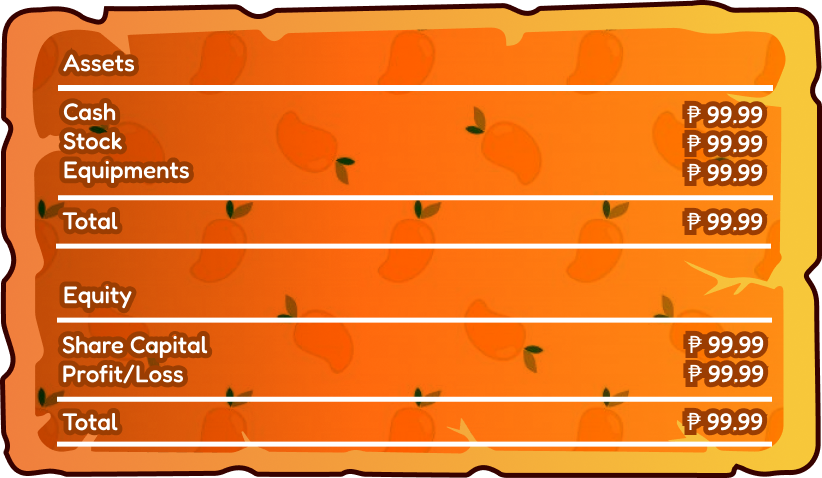 Assets
Cash ₱ 99.99
Stock ₱ 99.99
Equipments ₱ 99.99
Total ₱ 99.99
Equity
Share Capital ₱ 99.99
Profit/Loss ₱ 99.99
Total ₱ 99.99